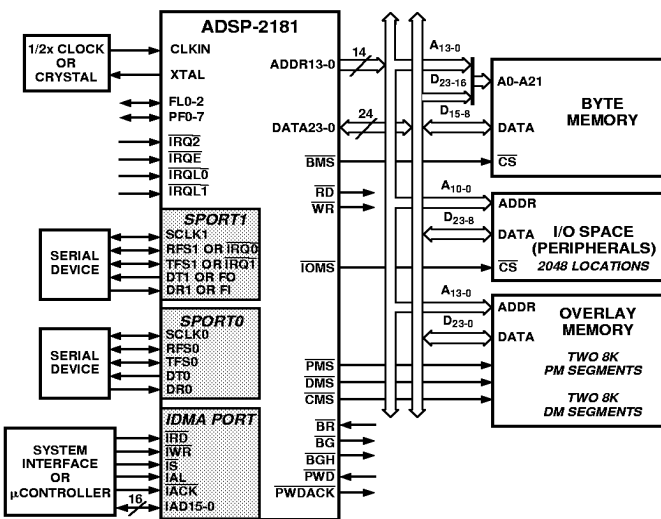 ADSP-2181
1/2x CLOCK
OR
CRYSTAL
CLKIN
XTAL
FL0-2
PF0-7
IRQ2
IRQE
IRQL0
IRQL1
SPORT1
SERIAL
DEVICE
SCLK1
RFS1 OR IRQ0
TFS1 OR IRQ1
DT1 OR FO
DR1 OR FI
SPORT0
SERIAL
DEVICE
SCLK0
RFS0
TFS0
DT0
DR0
IDMA PORT
SYSTEM
INTERFACE
OR
μCONTROLLER
IRD
IWR
IS
IAL
IACK
IAD15-0
16
ADDR13-0
14
DATA23-0
24
BMS
RD
WR
IOMS
PMS
DMS
CMS
BR
BG
BGH
PWD
PWDACK
A13-0
D23-16
D15-8
A0-A21
DATA
CS
BYTE
MEMORY
A10-0
D23-8
ADDR
DATA
CS
I/O SPACE
(PERIPHERALS)
2048 LOCATIONS
A13-0
D23-0
ADDR
DATA
OVERLAY
MEMORY
TWO 8K
PM SEGMENTS
TWO 8K
DM SEGMENTS